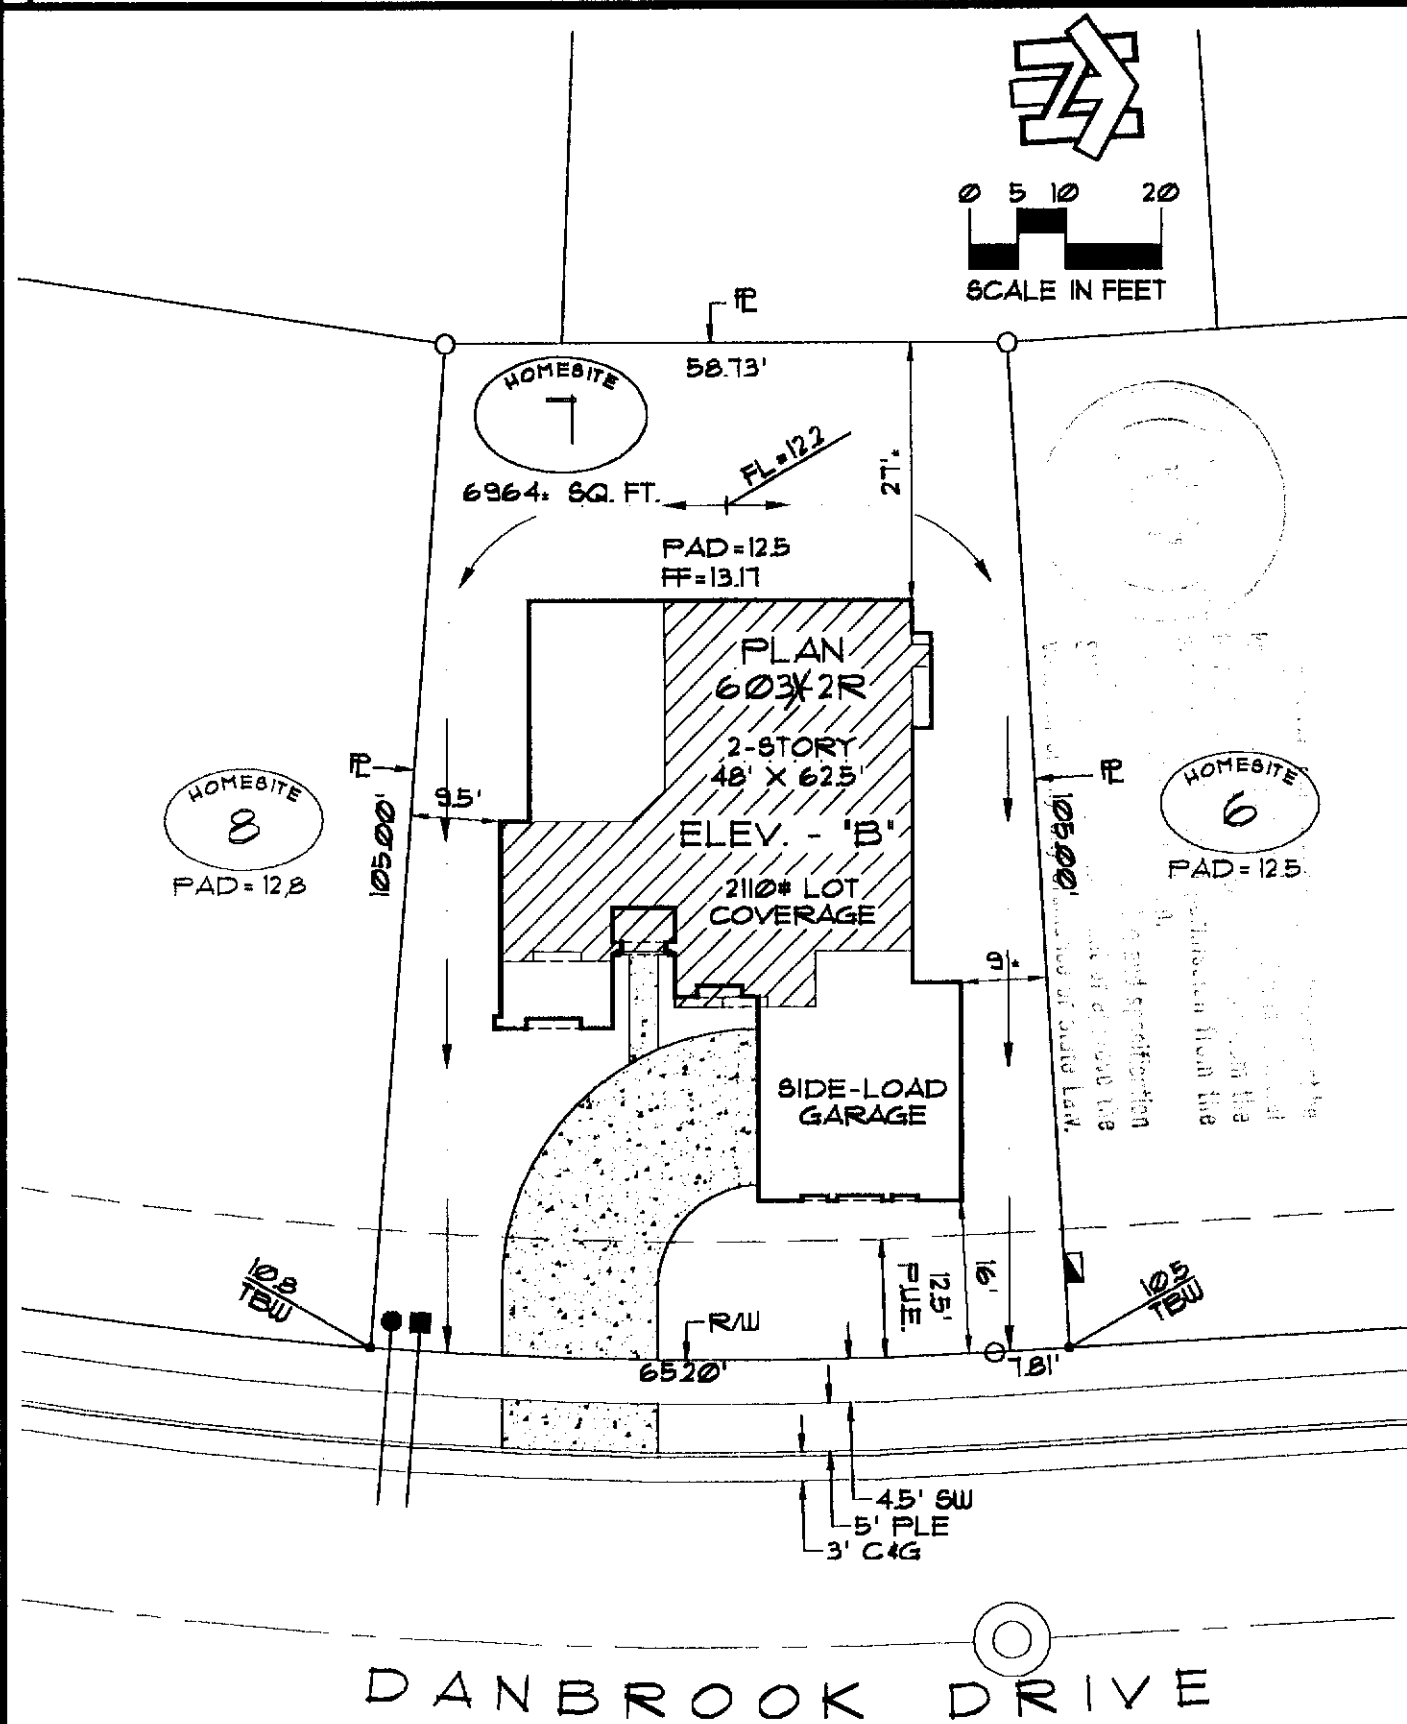 0 5 10 20
SCALE IN FEET
PL
58.73'
HOMESITE
7
6964± SQ. FT.
FL=12.2
27'±
PAD=12.5
FF=13.17
PLAN
603X-2R
2-STORY
48' X 62.5'
ELEV. - "B"
2110# LOT
COVERAGE
PL
9.5'
105.00'
HOMESITE
8
PAD=12.8
PL
105.00'
HOMESITE
6
PAD=12.5
9'±
SIDE-LOAD
GARAGE
16'
12.5'
P.U.E.
10.8
TBW
10.5
TBW
R/W
65.20'
7.81'
4.5' SW
5' PLE
3' C&G
DANBROOK DRIVE